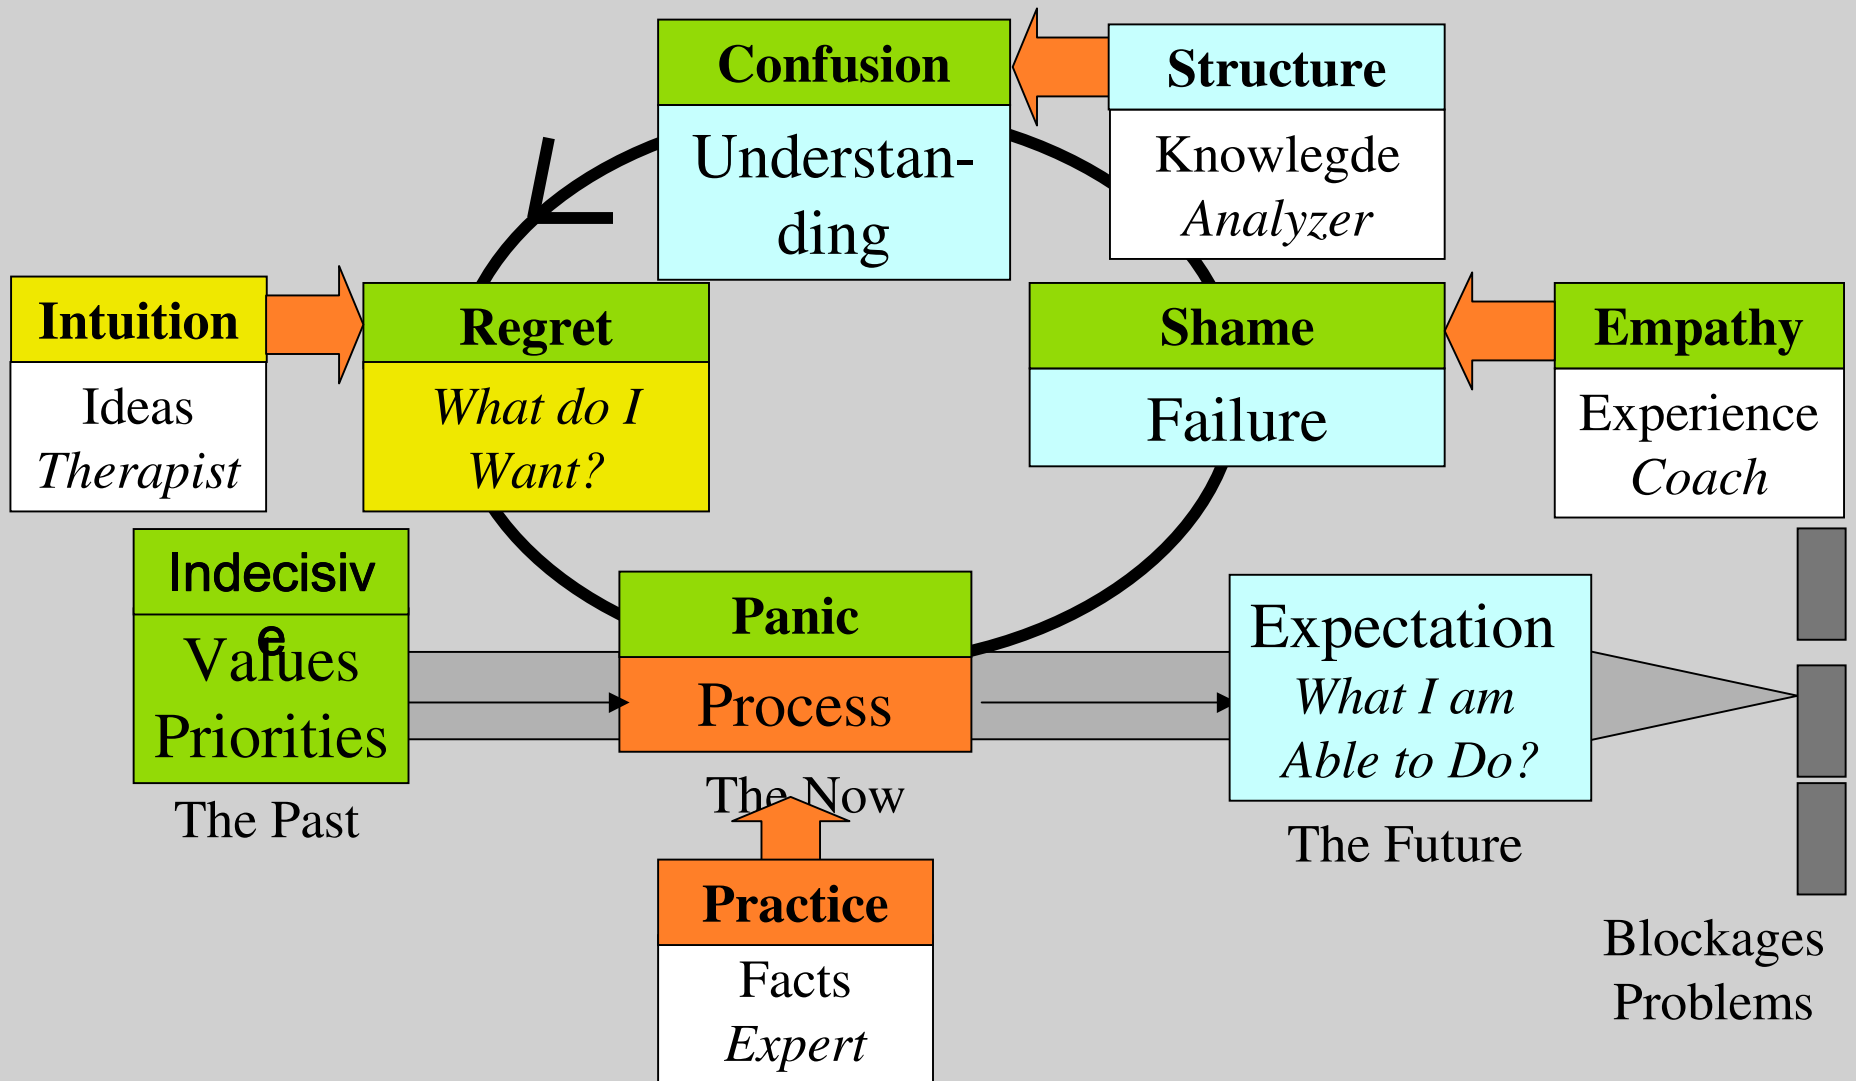 Confusion
Understan-
ding
Structure
Knowlegde
Analyzer
Intuition
Ideas
Therapist
Regret
What do I
Want?
Shame
Failure
Empathy
Experience
Coach
Indecisiv
e
Values
Priorities
The Past
Panic
Process
The Now
Expectation
What I am
Able to Do?
The Future
Practice
Facts
Expert
Blockages
Problems